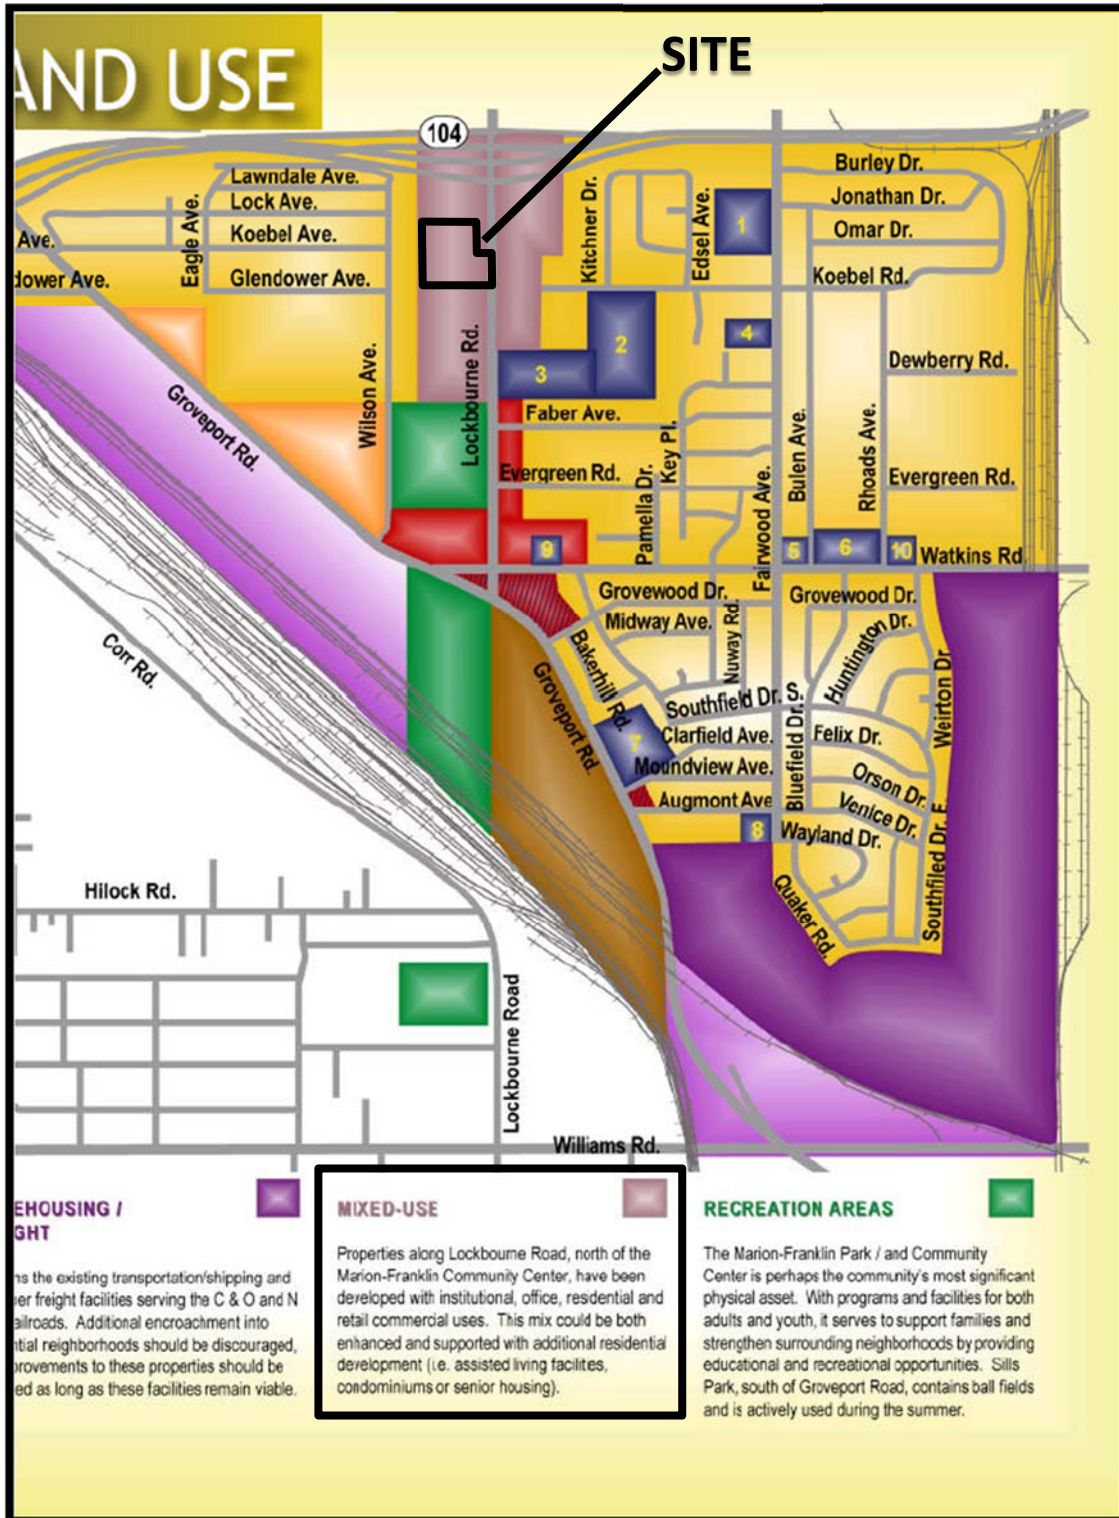 AND USE
SITE
104
Lawndale Ave.
Burley Dr.
Lock Ave.
Jonathan Dr.
Eagle Ave.
Kitchner Dr.
Edsel Ave.
1
Ave.
Koebel Ave.
Omar Dr.
dower Ave.
Glendower Ave.
Koebel Rd.
Lockbourne Rd.
2
4
3
Dewberry Rd.
Wilson Ave.
Groveport Rd.
Faber Ave.
Key Pl.
Bulen Ave.
Rhoads Ave.
Evergreen Rd.
Evergreen Rd.
Pamella Dr.
Fairwood Ave.
9
5
6
10
Watkins Rd.
Grovewood Dr.
Grovewood Dr.
Midway Ave.
Nuway Rd.
Huntington Dr.
Corr Rd.
Bakerhill Rd.
Groveport Rd.
Southfield Dr. S.
Weirton Dr.
Bluefield Dr.
7
Clarfield Ave.
Felix Dr.
Moundview Ave.
Orson Dr.
Augmont Ave
Venice Dr.
8
Wayland Dr.
Southfiled Dr. E.
Quaker Rd.
Hilock Rd.
Lockbourne Road
Williams Rd.
EHOUSING /
GHT
ns the existing transportation/shipping and
er freight facilities serving the C & O and N
ailroads. Additional encroachment into
ntial neighborhoods should be discouraged,
provements to these properties should be
ed as long as these facilities remain viable.
MIXED-USE
Properties along Lockbourne Road, north of the
Marion-Franklin Community Center, have been
developed with institutional, office, residential and
retail commercial uses. This mix could be both
enhanced and supported with additional residential
development (i.e. assisted living facilites,
condominiums or senior housing).
RECREATION AREAS
The Marion-Franklin Park / and Community
Center is perhaps the community's most significant
physical asset. With programs and facilities for both
adults and youth, it serves to support families and
strengthen surrounding neighborhoods by providing
educational and recreational opportunities. Sills
Park, south of Groveport Road, contains ball fields
and is actively used during the summer.